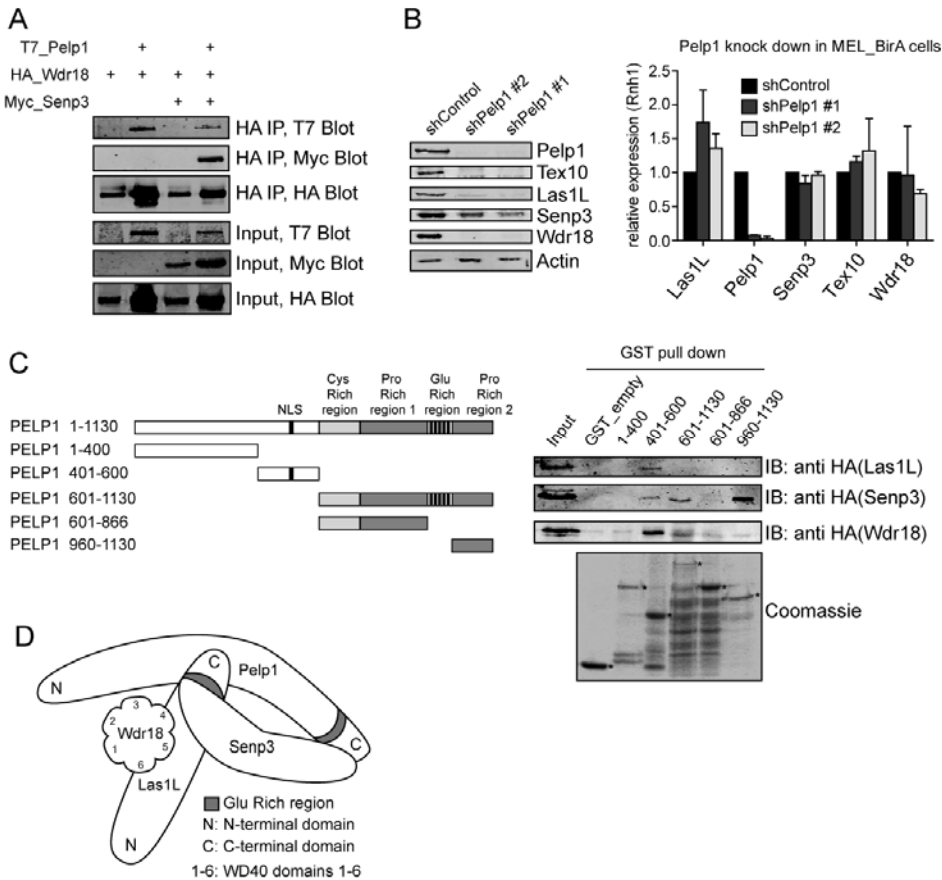 A
T7_Pelp1 + +
HA_Wdr18 + + + +
Myc_Senp3 + +
HA IP, T7 Blot
HA IP, Myc Blot
HA IP, HA Blot
Input, T7 Blot
Input, Myc Blot
Input, HA Blot
B
shControl
shPelp1 #2
shPelp1 #1
Pelp1
Tex10
Las1L
Senp3
Wdr18
Actin
Pelp1 knock down in MEL_BirA cells
relative expression (Rnh1)
2.5
2.0
1.5
1.0
0.5
0.0
shControl
shPelp1 #1
shPelp1 #2
Las1L
Pelp1
Senp3
Tex10
Wdr18
C
NLS
Cys
Rich
region
Pro
Rich
region 1
Glu
Rich
region
Pro
Rich
region 2
PELP1 1-1130
PELP1 1-400
PELP1 401-600
PELP1 601-1130
PELP1 601-866
PELP1 960-1130
GST pull down
Input
GST_empty
1-400
401-600
601-1130
601-866
960-1130
IB: anti HA(Las1L)
IB: anti HA(Senp3)
IB: anti HA(Wdr18)
Coomassie
D
N
C
Pelp1
3
2
4
Wdr18
1
5
6
Senp3
C
Las1L
N
Glu Rich region
N: N-terminal domain
C: C-terminal domain
1-6: WD40 domains 1-6